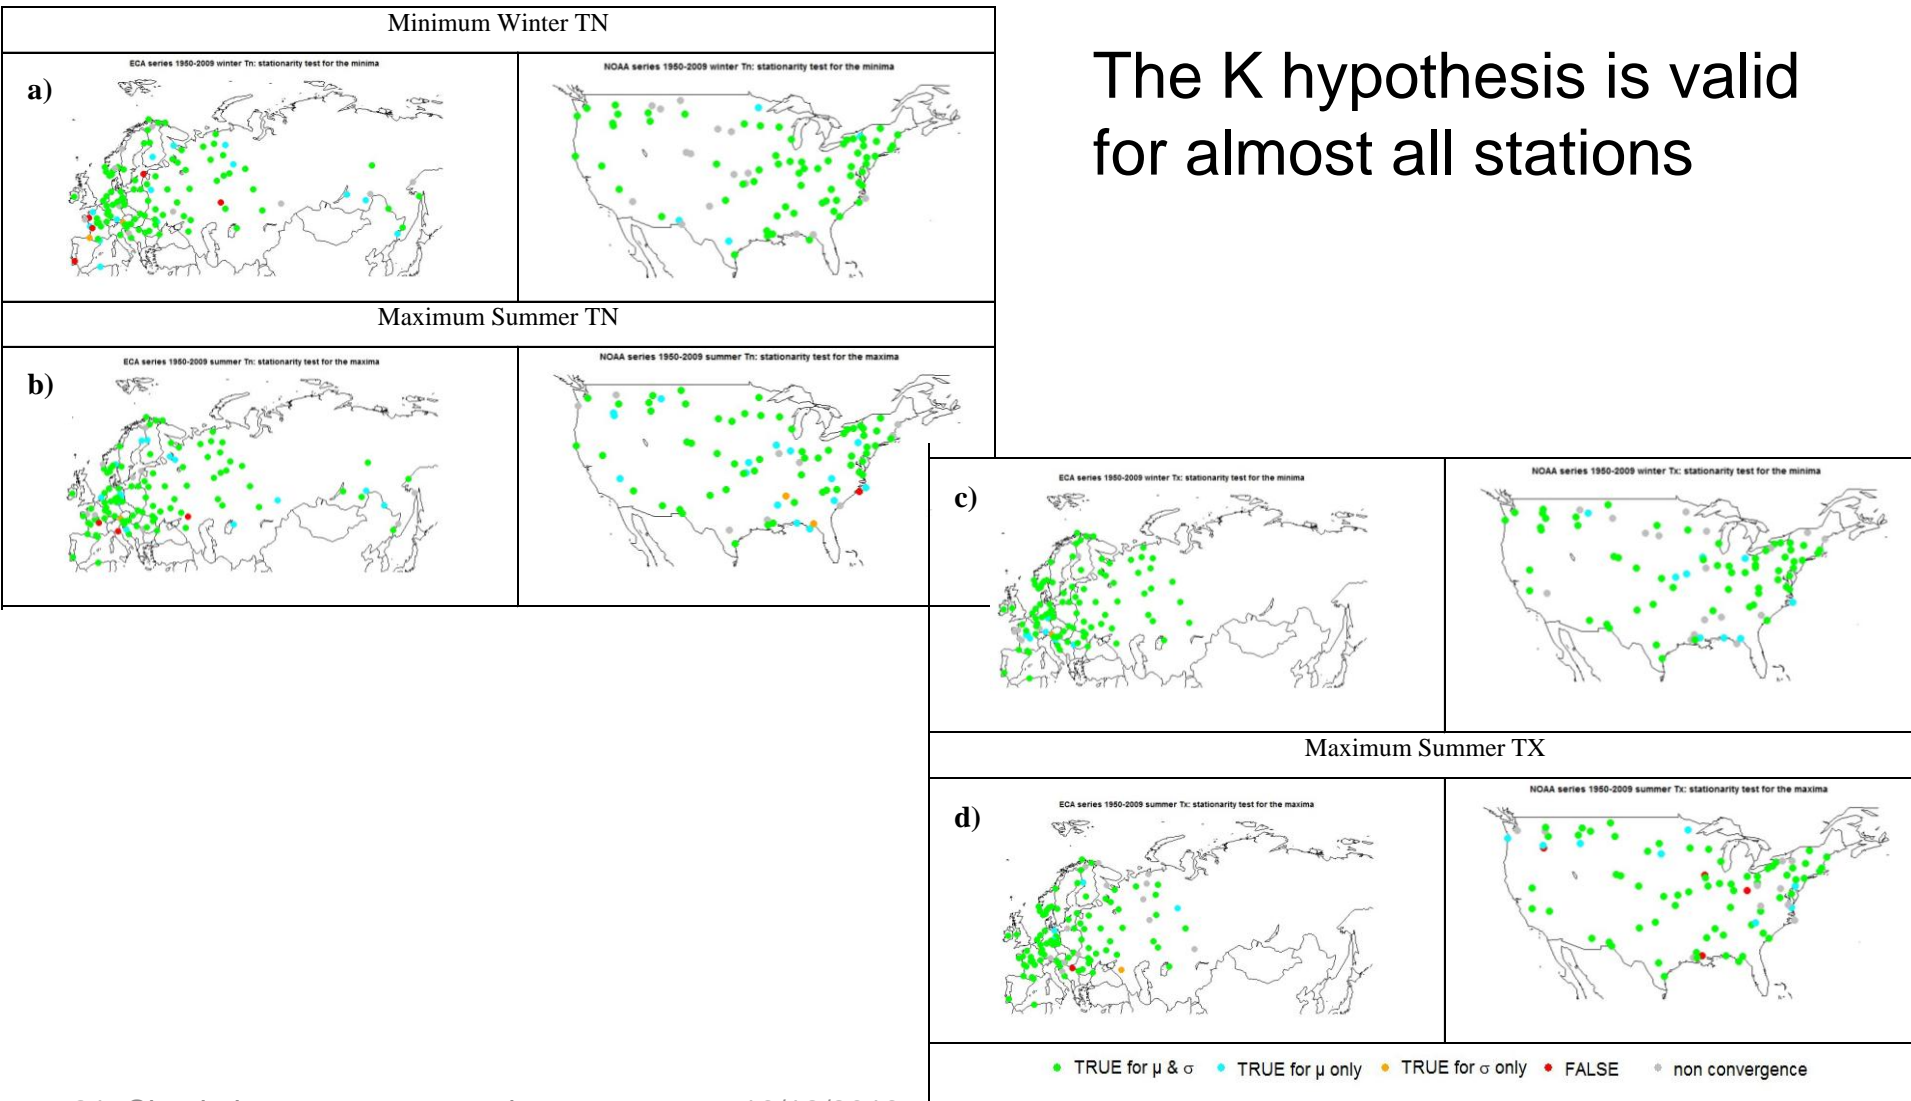 Minimum Winter TN
a)
ECA series 1950-2009 winter Tn: stationarity test for the minima
NOAA series 1950-2009 winter Tn: stationarity test for the minima
The K hypothesis is valid
for almost all stations
Maximum Summer TN
b)
ECA series 1950-2009 summer Tn: stationarity test for the maxima
NOAA series 1950-2009 summer Tn: stationarity test for the maxima
c)
ECA series 1950-2009 winter Tx: stationarity test for the minima
NOAA series 1950-2009 winter Tx: stationarity test for the minima
Maximum Summer TX
d)
ECA series 1950-2009 summer Tx: stationarity test for the maxima
NOAA series 1950-2009 summer Tx: stationarity test for the maxima
TRUE for μ & σ
TRUE for μ only
TRUE for σ only
FALSE
non convergence